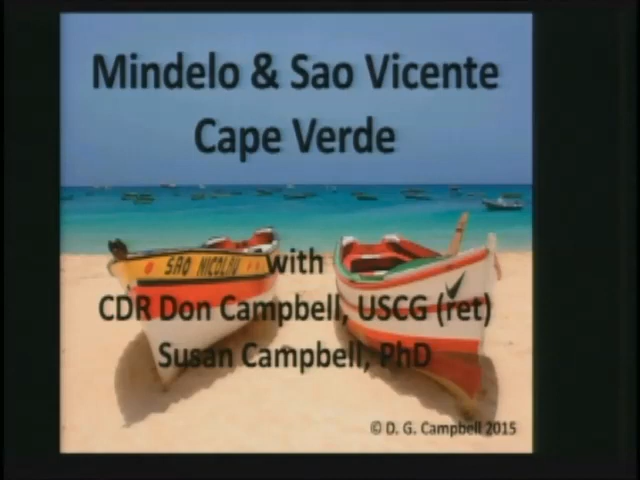 Mindelo & Sao Vicente
Cape Verde
SAO NICOLAU
with
CDR Don Campbell, USCG (ret)
Susan Campbell, PhD
© D. G. Campbell 2015